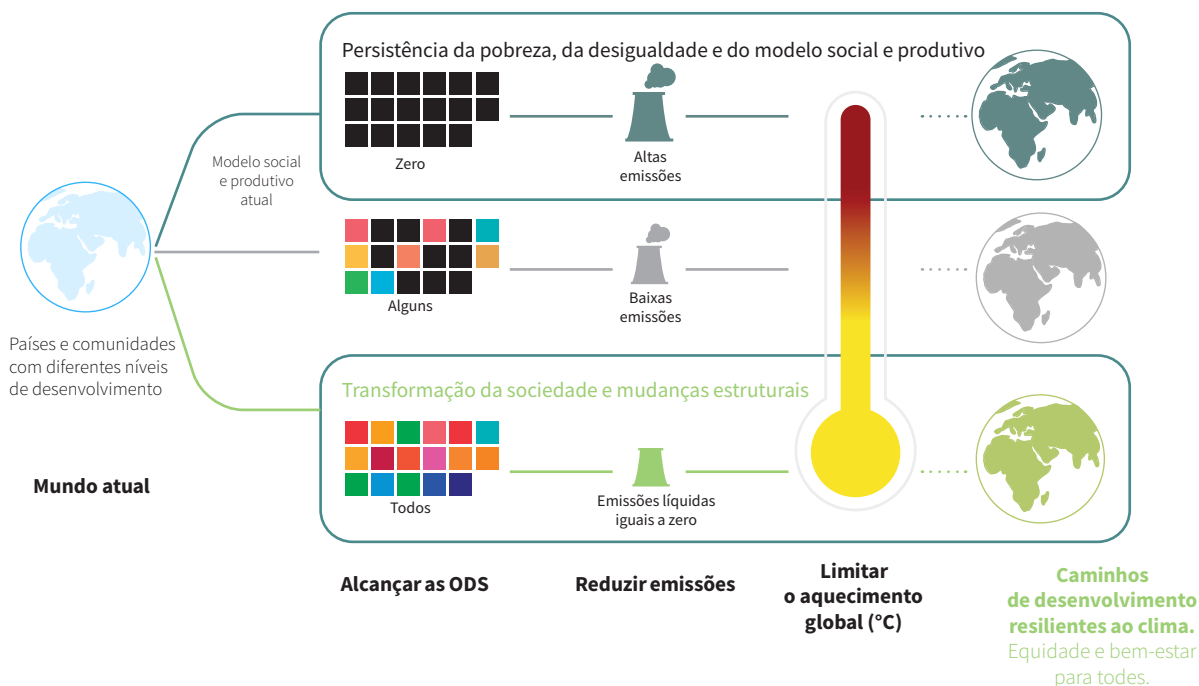 Persistência da pobreza, da desigualdade e do modelo social e produtivo
Zero
Altas
emissões
Modelo social
e produtivo
atual
Alguns
Baixas
emissões
Países e comunidades
com diferentes níveis
de desenvolvimento
Transformação da sociedade e mudanças estruturais
Todos
Emissões líquidas
iguais a zero
Mundo atual
Alcançar as ODS
Reduzir emissões
Limitar
o aquecimento
global (°C)
Caminhos
de desenvolvimento
resilientes ao clima.
Equidade e bem-estar
para todes.